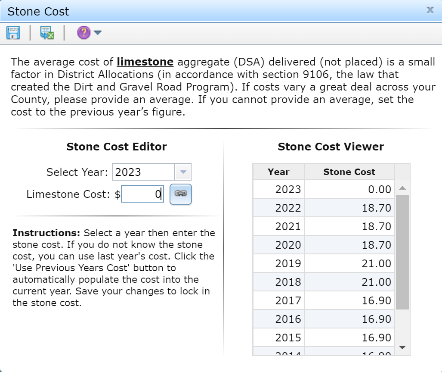 Stone Cost
The average cost of limestone aggregate (DSA) delivered (not placed) is a small
factor in District Allocations (in accordance with section 9106, the law that
created the Dirt and Gravel Road Program). If costs vary a great deal across your
County, please provide an average. If you cannot provide an average, set the
cost to the previous year's figure.
Stone Cost Editor
Select Year: 2023
Limestone Cost: $ 0
Instructions: Select a year then enter the
stone cost. If you do not know the stone
cost, you can use last year's cost. Click the
'Use Previous Years Cost' button to
automatically populate the cost into the
current year. Save your changes to lock in
the stone cost.
Stone Cost Viewer
Year Stone Cost
2023 0.00
2022 18.70
2021 18.70
2020 18.70
2019 21.00
2018 21.00
2017 16.90
2016 16.90
2015 16.90
2014 16.90